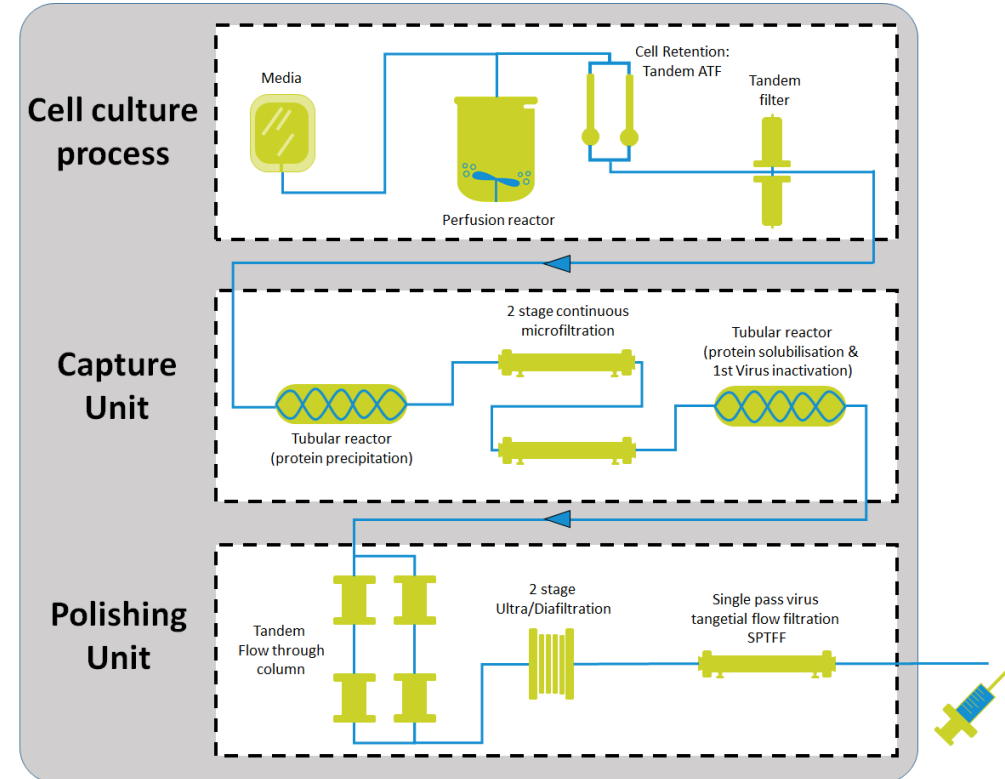 Cell culture
process
Media
Perfusion reactor
Cell Retention:
Tandem ATF
Tandem
filter
Capture
Unit
Tubular reactor
(protein precipitation)
2 stage continuous
microfiltration
Tubular reactor
(protein solubilisation &
1st Virus inactivation)
Polishing
Unit
Tandem
Flow through
column
2 stage
Ultra/Diafiltration
Single pass virus
tangetial flow filtration
SPTFF